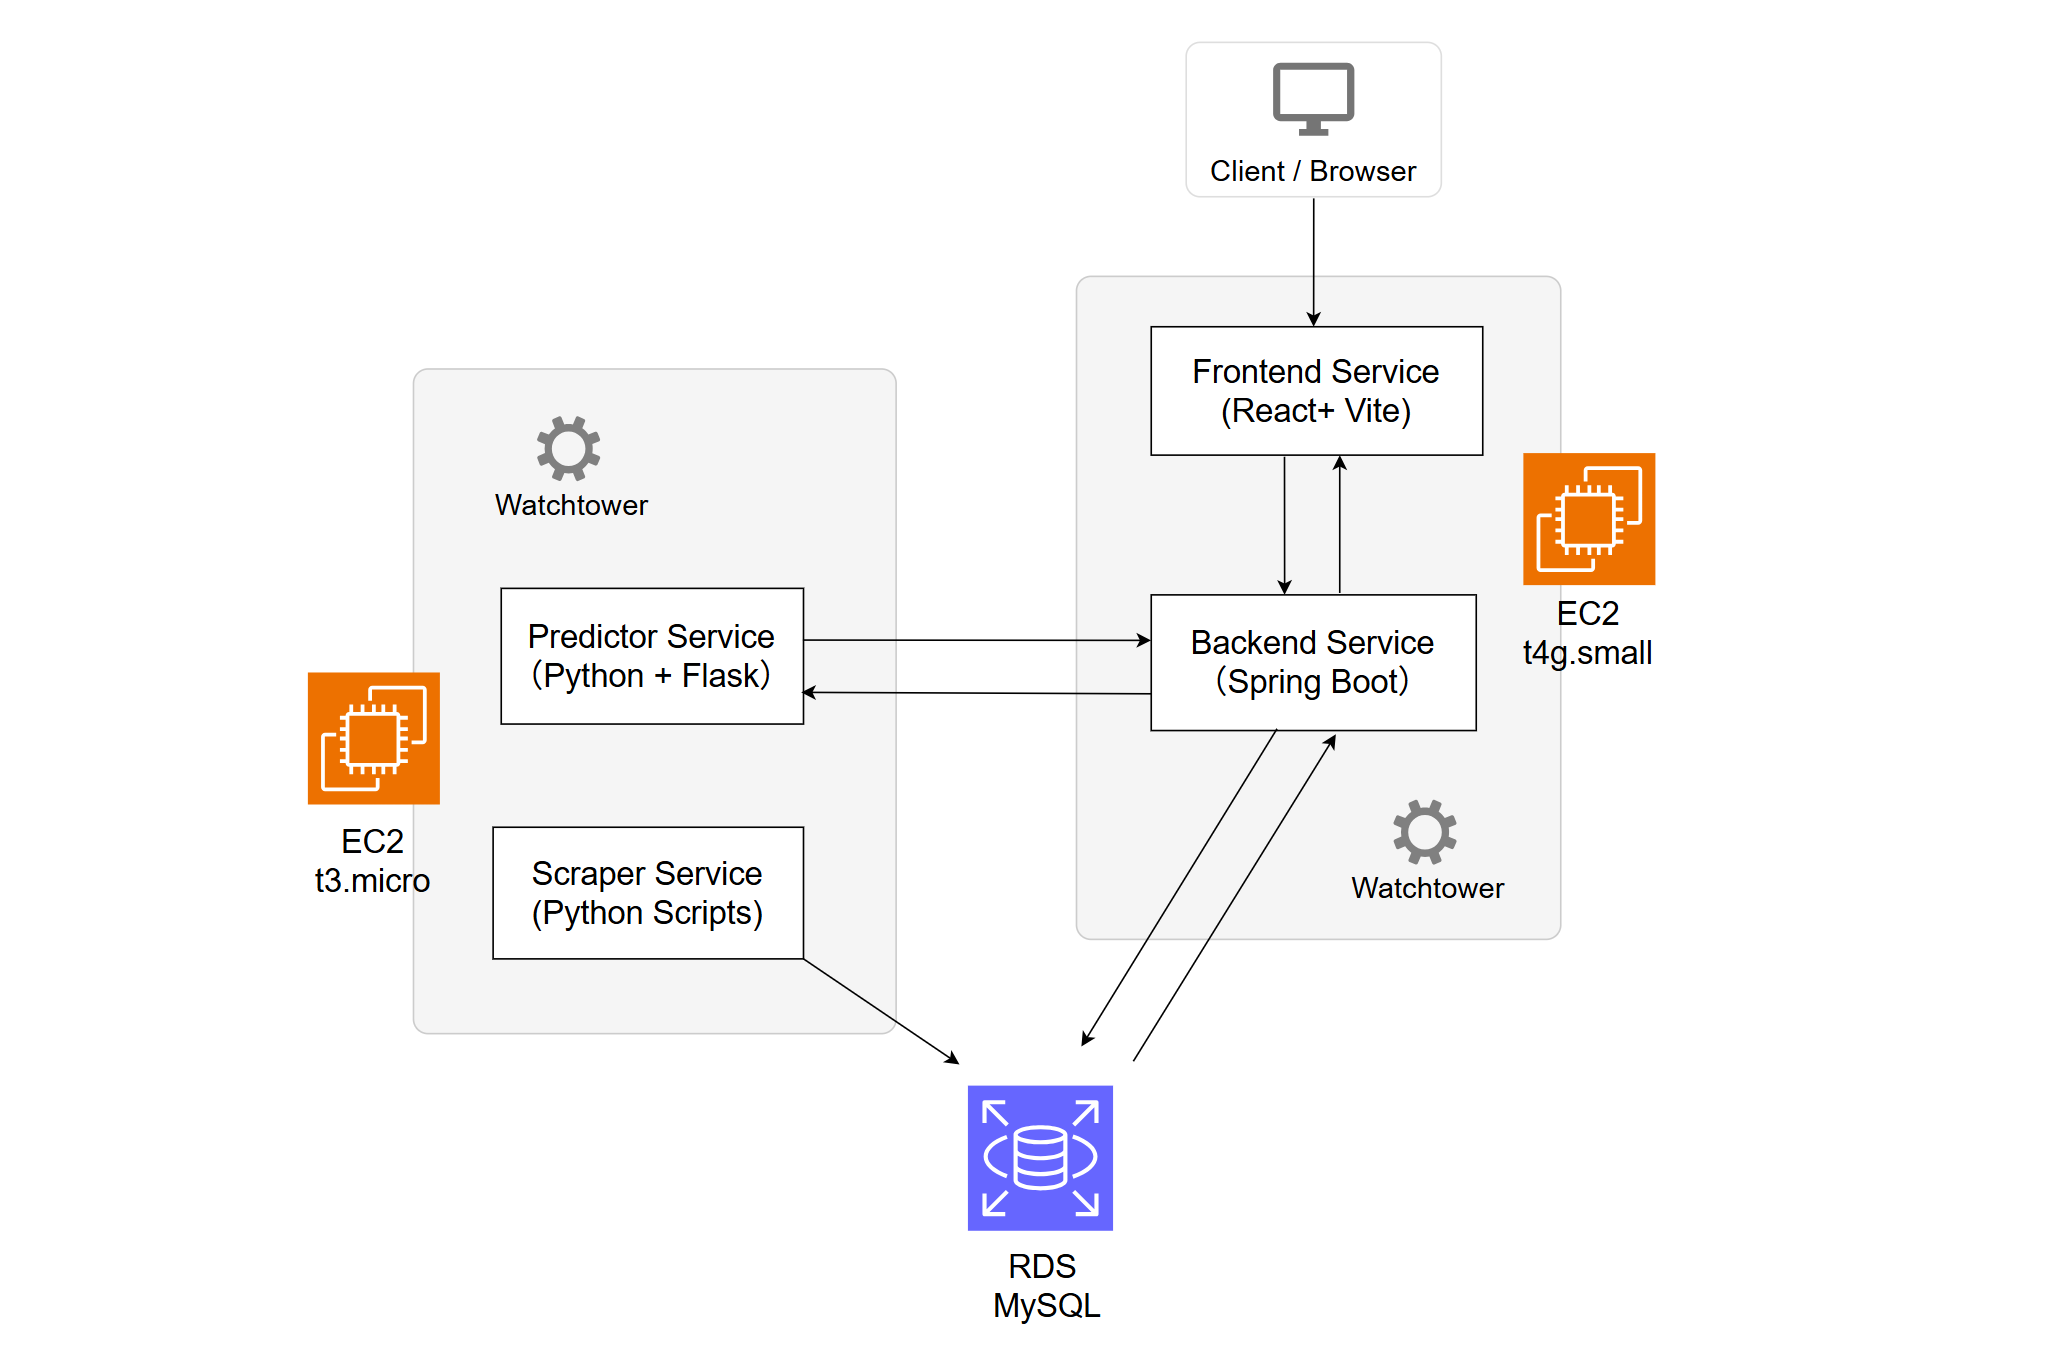 Client / Browser
Frontend Service
(React+ Vite)
Watchtower
EC2
t4g.small
Predictor Service
（Python + Flask）
Backend Service
（Spring Boot）
EC2
t3.micro
Scraper Service
(Python Scripts)
Watchtower
RDS
MySQL